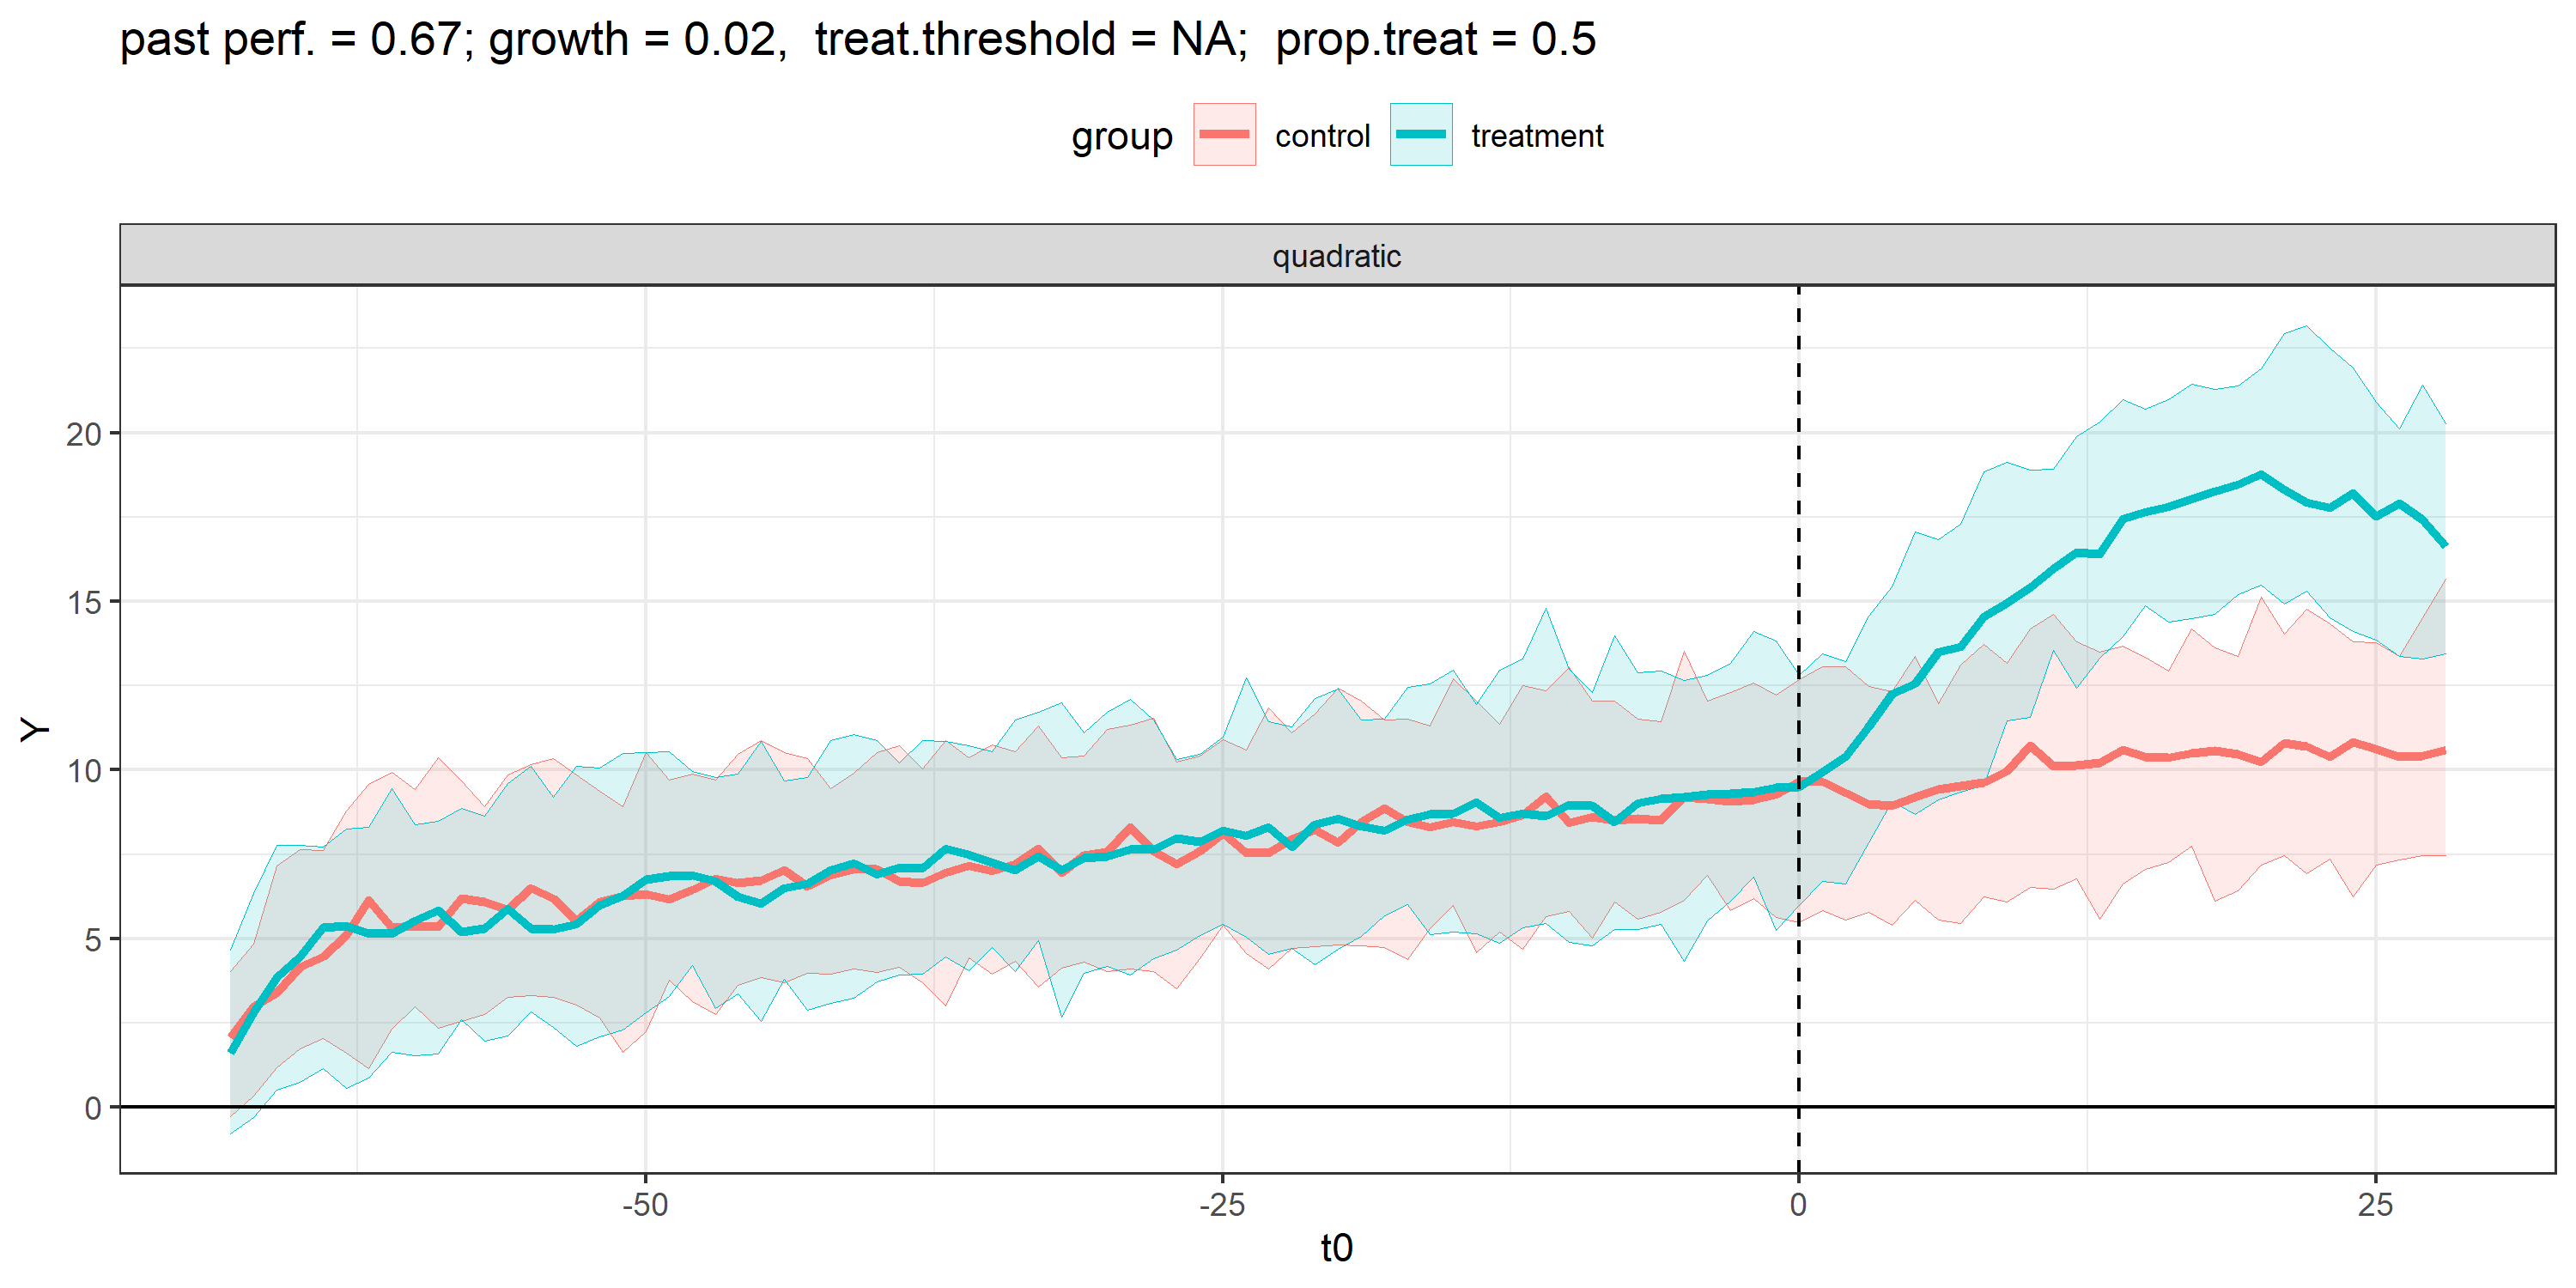 past perf. = 0.67; growth = 0.02,  treat.threshold = NA;  prop.treat = 0.5
group control treatment
quadratic
20
15
10
5
0
Y
-50 -25 0 25
t0